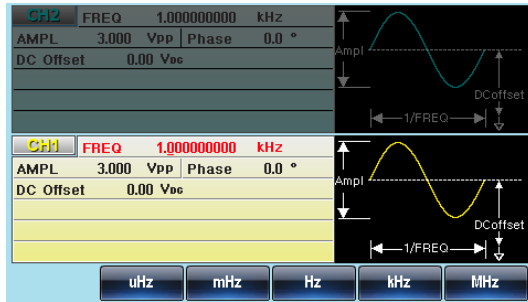 CH2 FREQ 1.000000000 kHz
AMPL 3.000 VPP Phase 0.0 °
DC Offset 0.00 VDC
Ampl
DCoffset
1/FREQ
CH1 FREQ 1.000000000 kHz
AMPL 3.000 VPP Phase 0.0 °
DC Offset 0.00 VDC
Ampl
DCoffset
1/FREQ
uHz mHz Hz kHz MHz